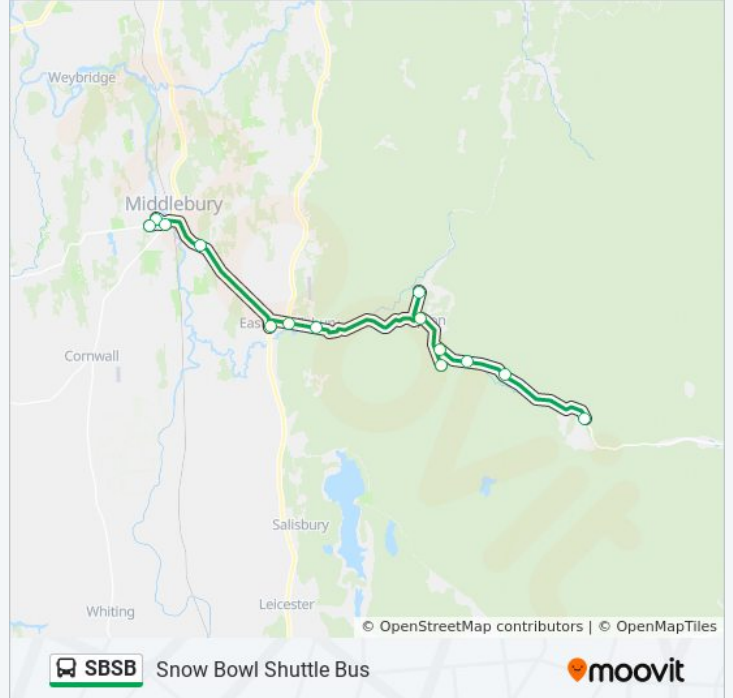 Weybridge
Middlebury
Cornwall
Salisbury
Leicester
Whiting
© OpenStreetMap contributors | © OpenMapTiles
SBSB Snow Bowl Shuttle Bus
moovit